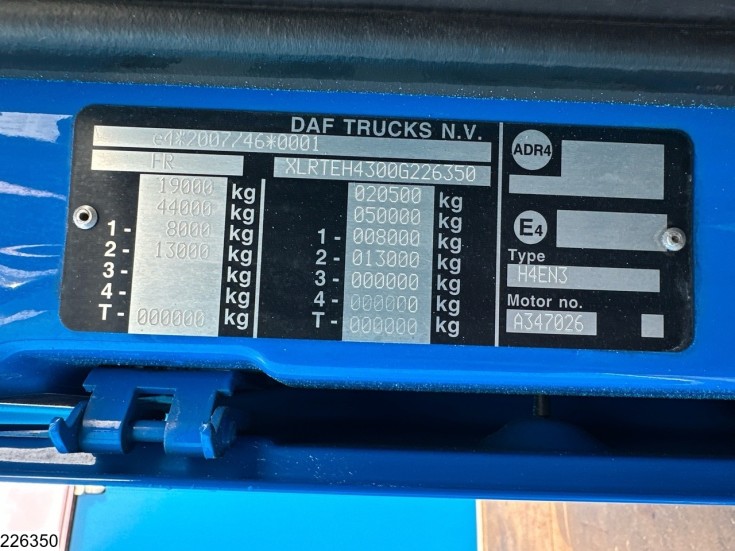 DAF TRUCKS N.V.
e4*2007/46*0001
FR XLRTEH4300G226350
19000 kg
44000 kg
1- 8000 kg
2- 13000 kg
3- kg
4- kg
T- 000000 kg
020500 kg
050000 kg
1- 008000 kg
2- 013000 kg
3- 000000 kg
4- 000000 kg
T- 000000 kg
ADR4
E4
Type
H4EN3
Motor no.
A347026
226350